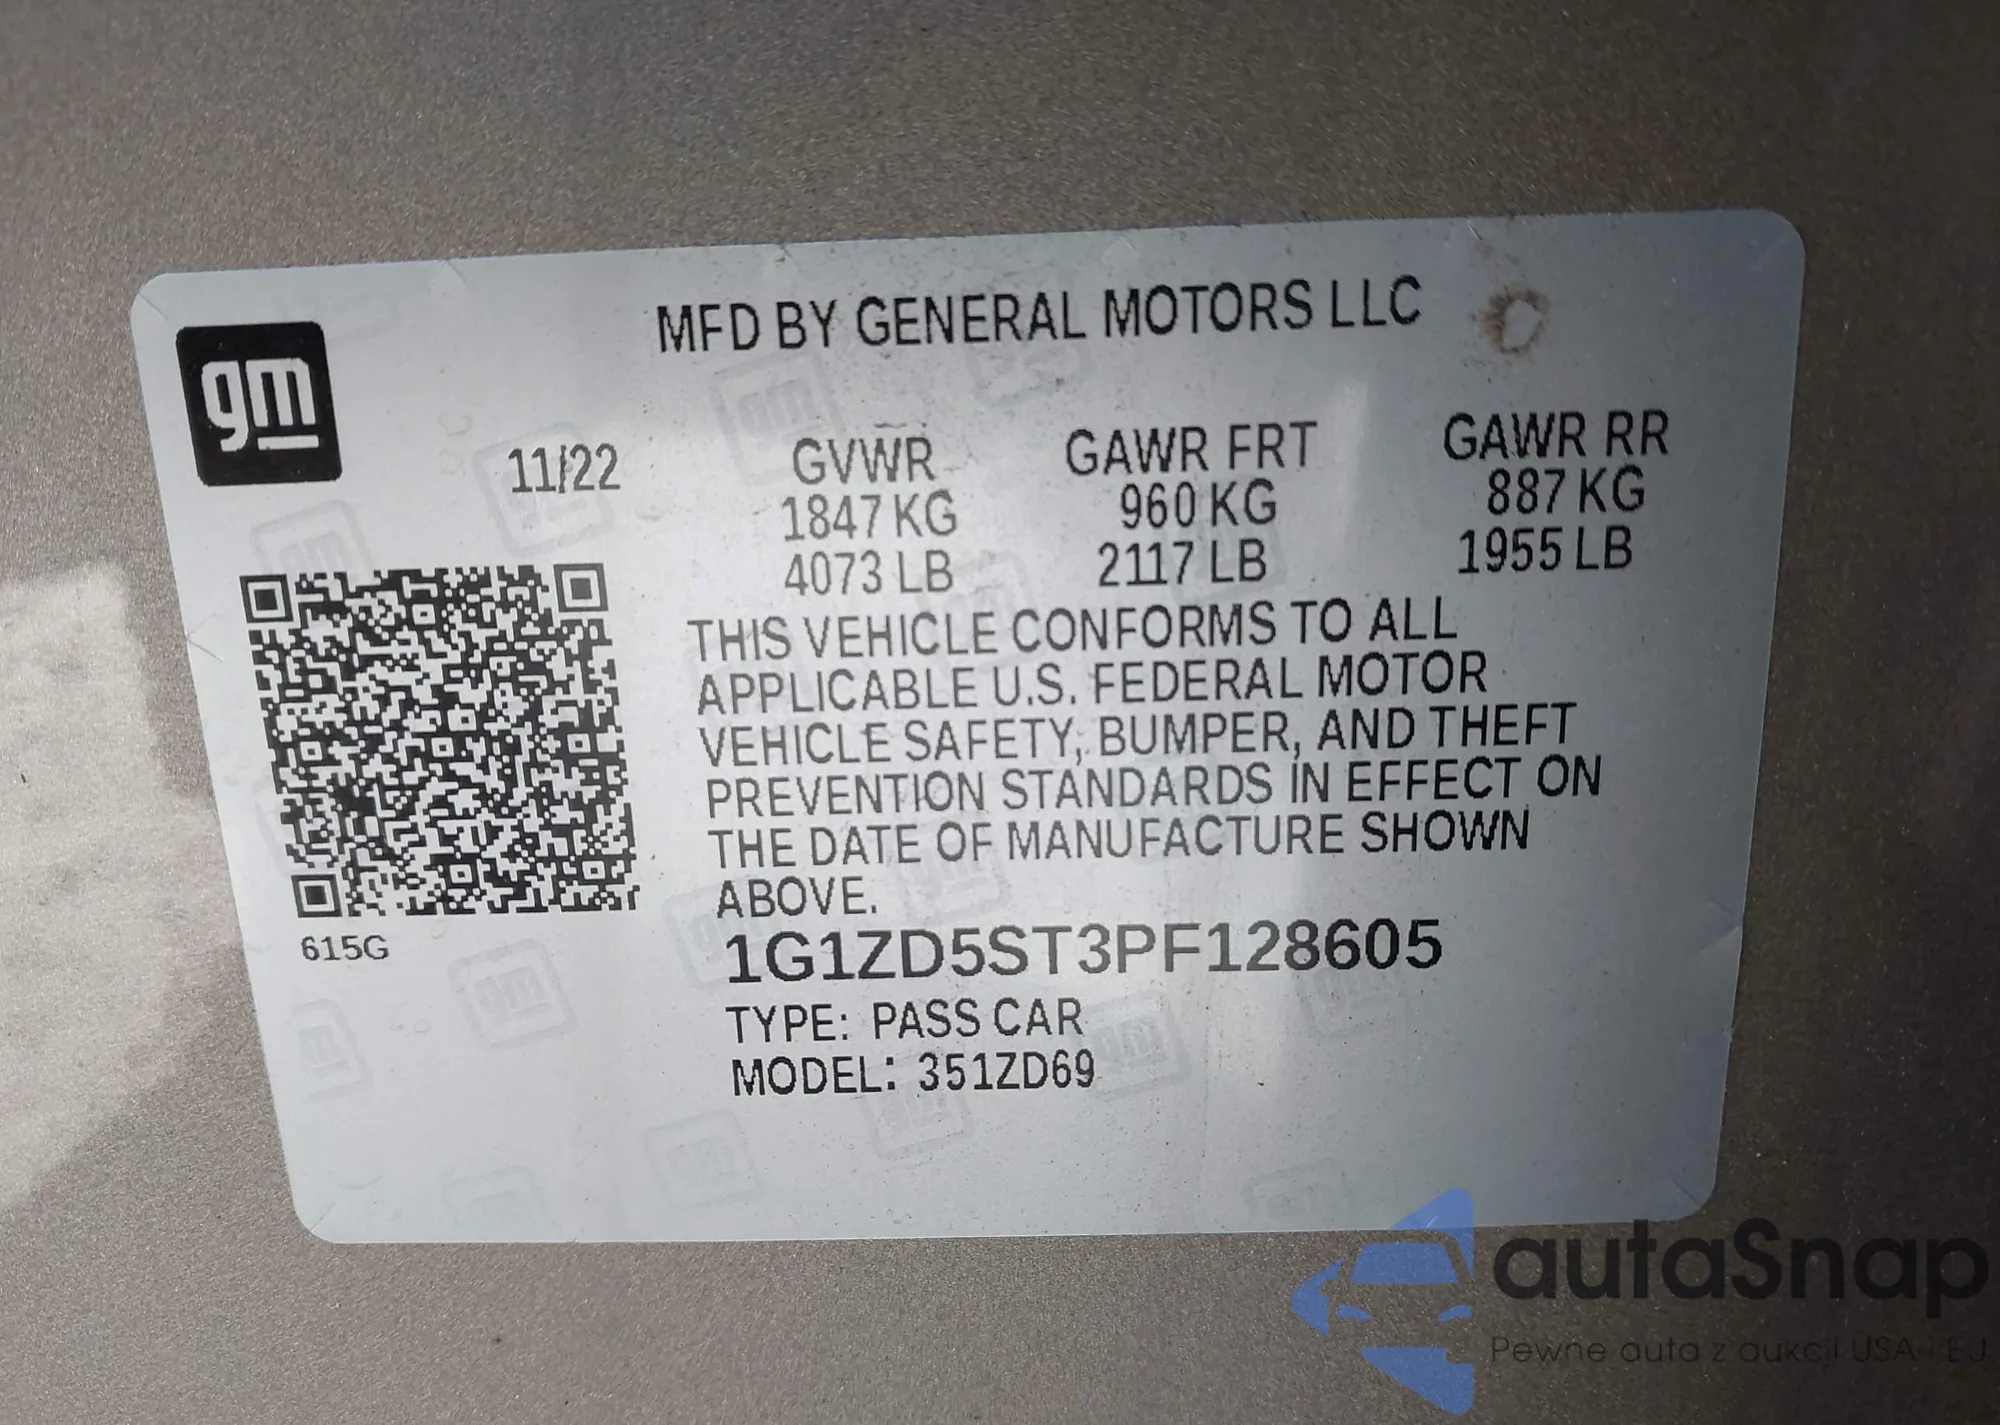 MFD BY GENERAL MOTORS LLC
gm
11/22 GVWR GAWR FRT GAWR RR
1847 KG 960 KG 887 KG
4073 LB 2117 LB 1955 LB
THIS VEHICLE CONFORMS TO ALL
APPLICABLE U.S. FEDERAL MOTOR
VEHICLE SAFETY, BUMPER, AND THEFT
PREVENTION STANDARDS IN EFFECT ON
THE DATE OF MANUFACTURE SHOWN
ABOVE.
615G
1G1ZD5ST3PF128605
TYPE: PASS CAR
MODEL: 351ZD69
autaSnap
Pewne auta z aukcji USA i EU